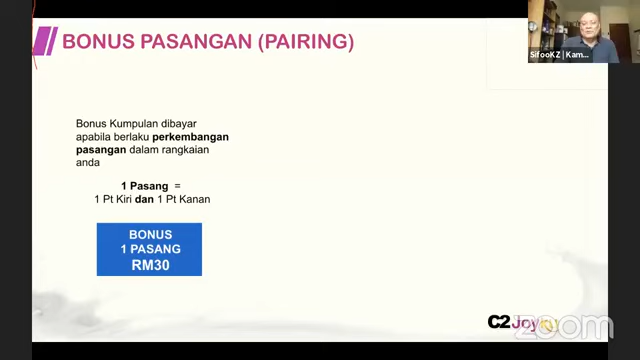 BONUS PASANGAN (PAIRING)
SifooKZ | Kam...
Bonus Kumpulan dibayar
apabila berlaku perkembangan
pasangan dalam rangkaian
anda
1 Pasang =
1 Pt Kiri dan 1 Pt Kanan
BONUS
1 PASANG
RM30
C2Joy
zoom